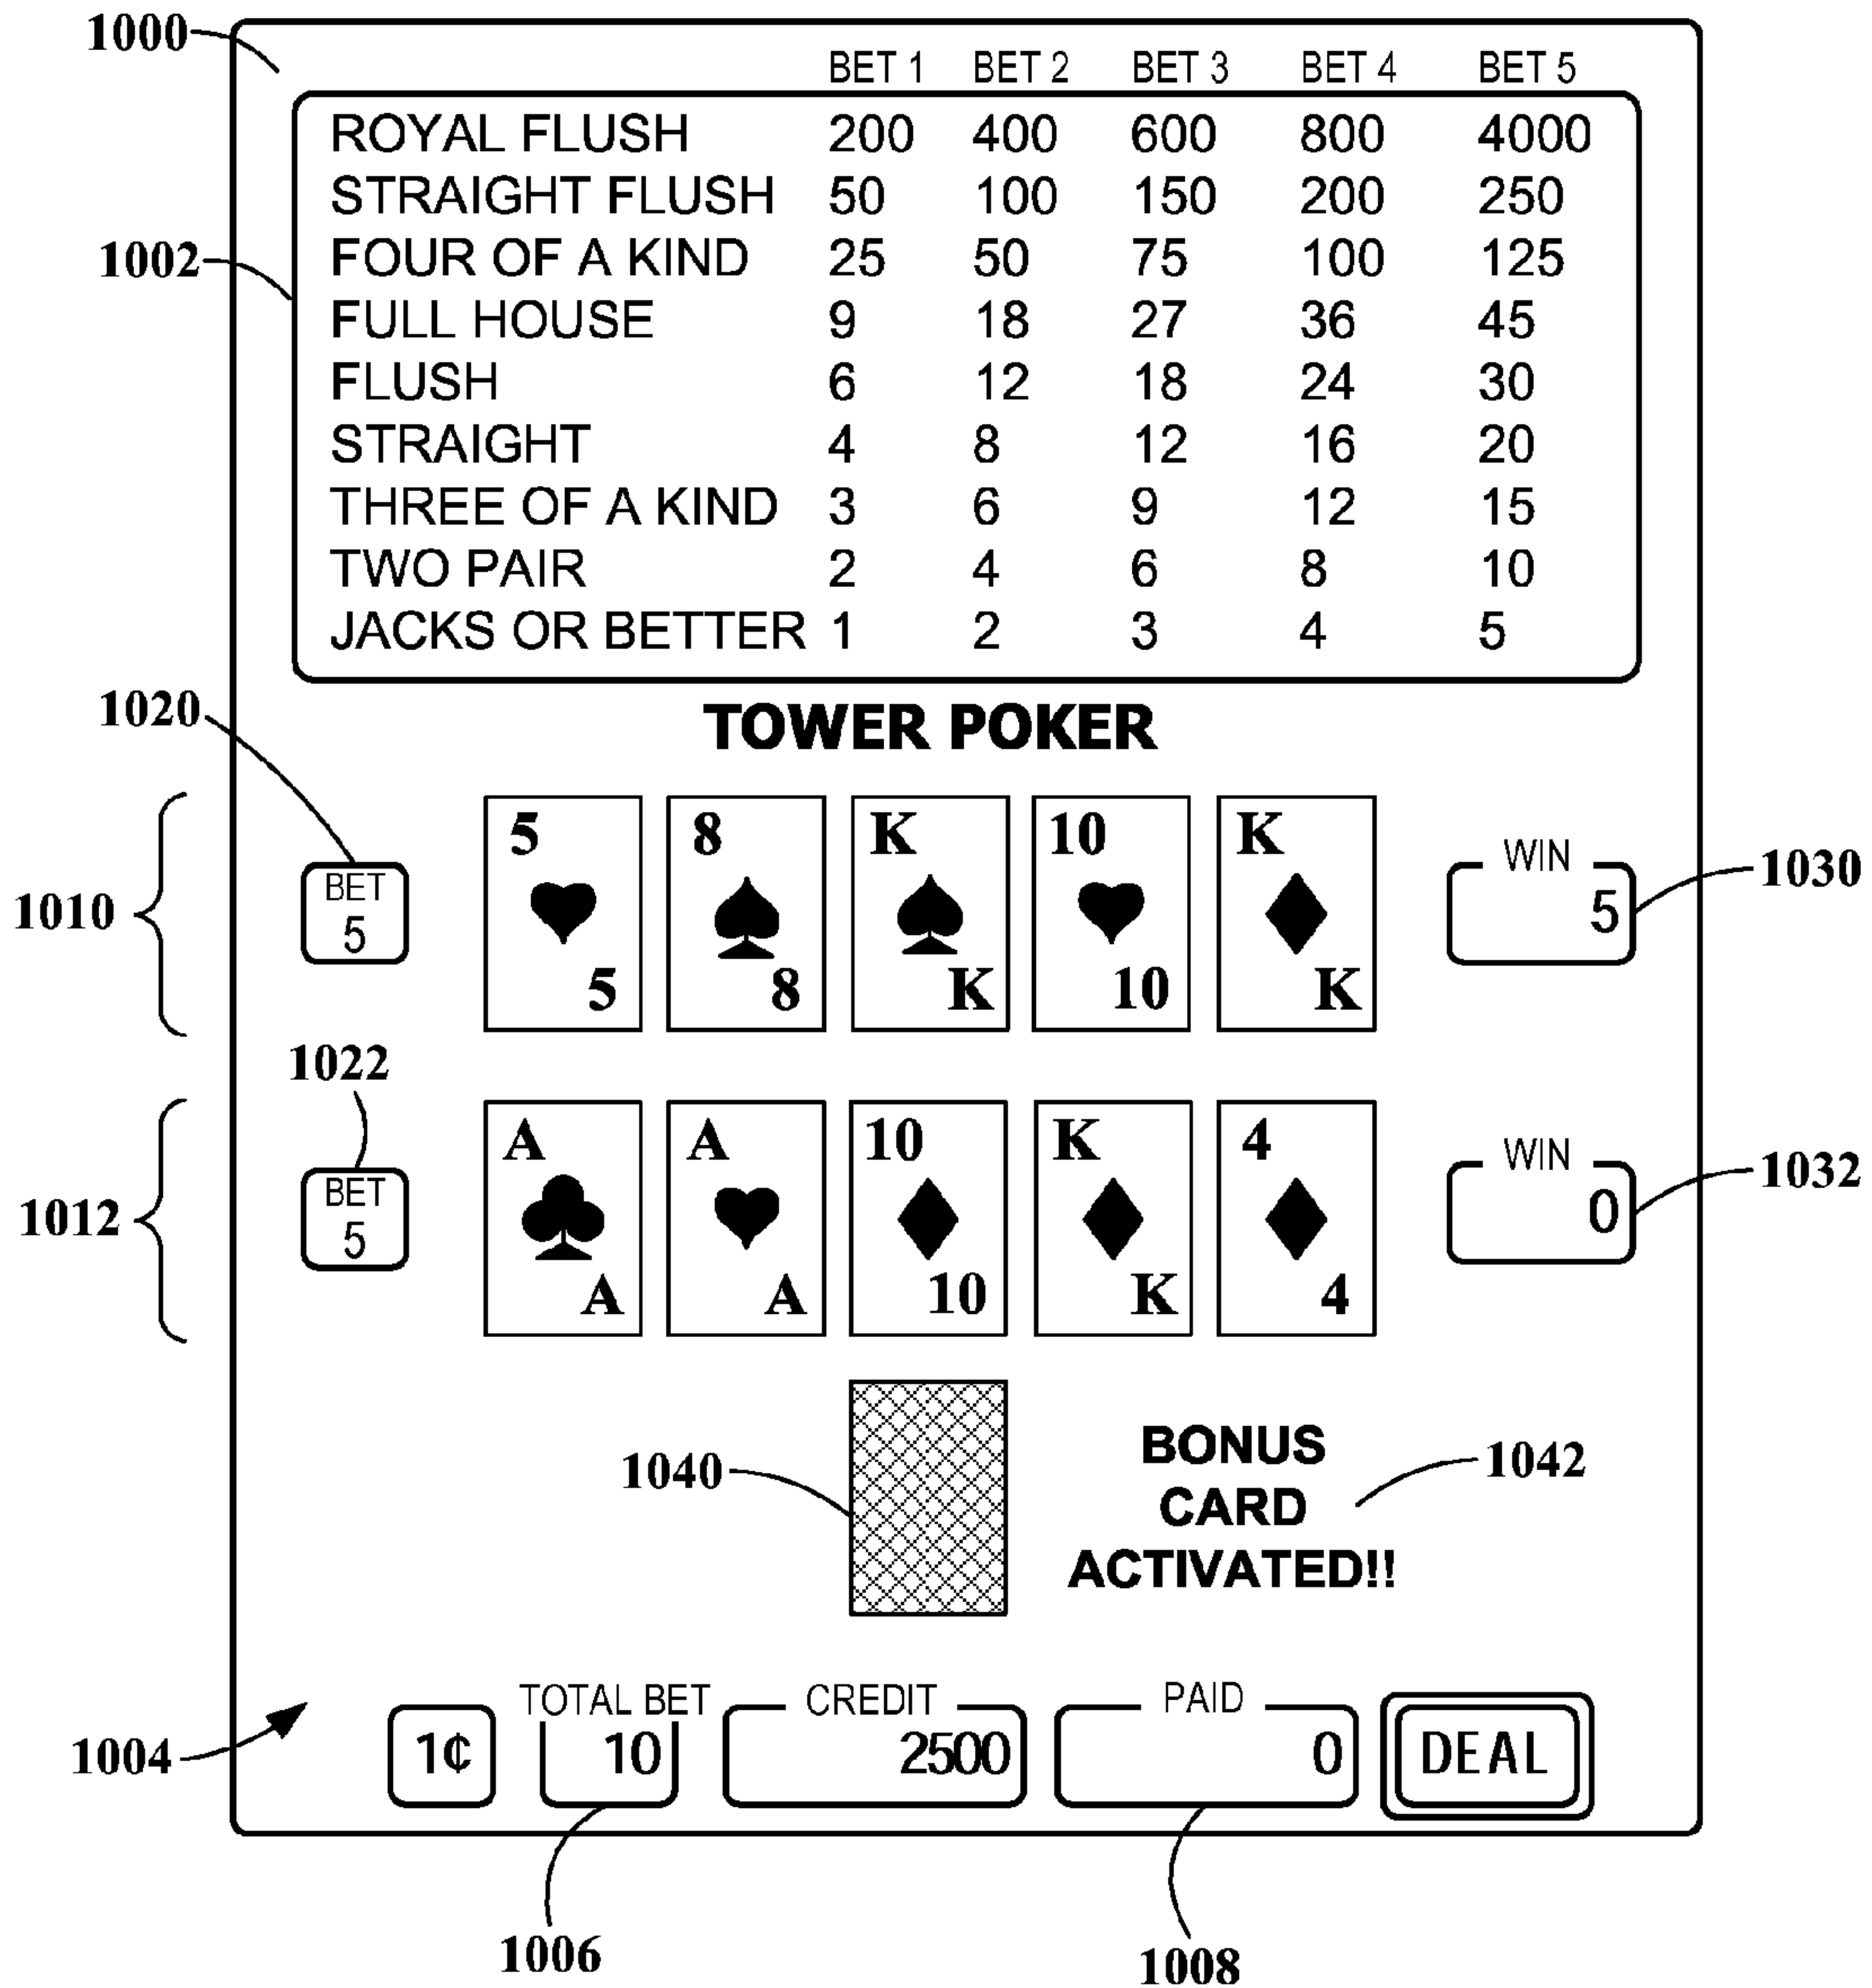 1000
BET 1 BET 2 BET 3 BET 4 BET 5
ROYAL FLUSH 200 400 600 800 4000
STRAIGHT FLUSH 50 100 150 200 250
1002
FOUR OF A KIND 25 50 75 100 125
FULL HOUSE 9 18 27 36 45
FLUSH 6 12 18 24 30
STRAIGHT 4 8 12 16 20
THREE OF A KIND 3 6 9 12 15
TWO PAIR 2 4 6 8 10
JACKS OR BETTER 1 2 3 4 5
1020
TOWER POKER
5 8 K 10 K
BET WIN 1030
1010 5 5
5 8 K 10 K
1022
A A 10 K 4
BET WIN 1032
1012 5 0
A A 10 K 4
1040
BONUS
CARD
ACTIVATED!!
1042
TOTAL BET CREDIT PAID
1004 1¢ 10 2500 0 DEAL
1006 1008